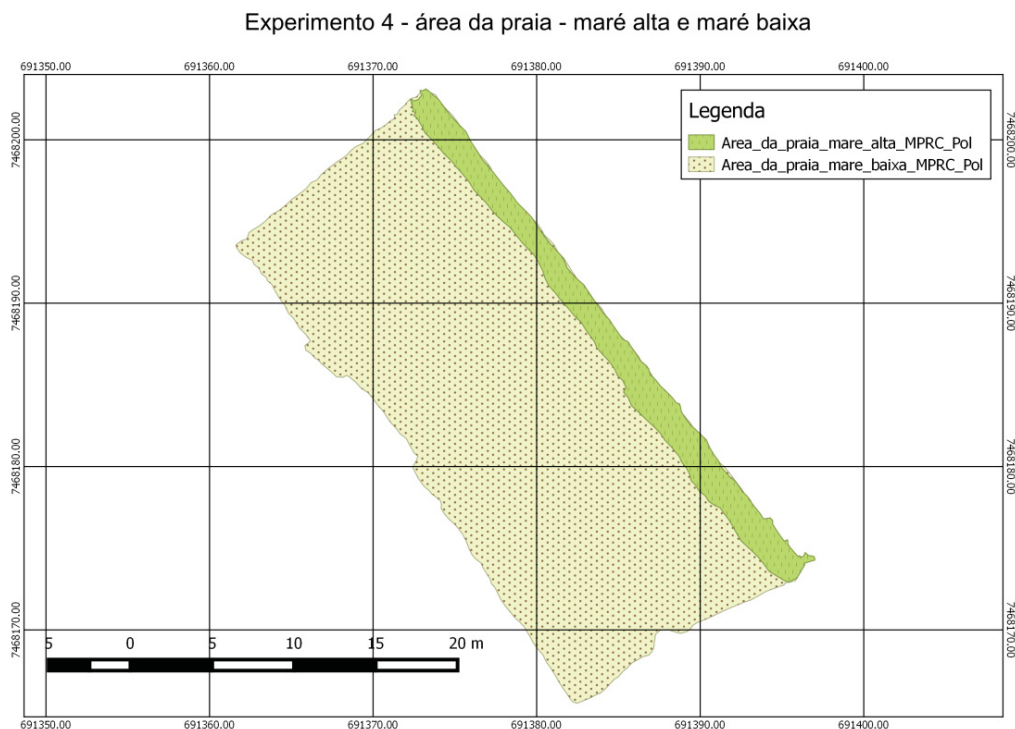 Experimento 4 - área da praia - maré alta e maré baixa
691350.00 691360.00 691370.00 691380.00 691390.00 691400.00
Legenda
Area_da_praia_mare_alta_MPRC_Pol
Area_da_praia_mare_baixa_MPRC_Pol
7468200.00 7468200.00
7468190.00 7468190.00
7468180.00 7468180.00
7468170.00 7468170.00
5 0 5 10 15 20 m
691350.00 691360.00 691370.00 691380.00 691390.00 691400.00